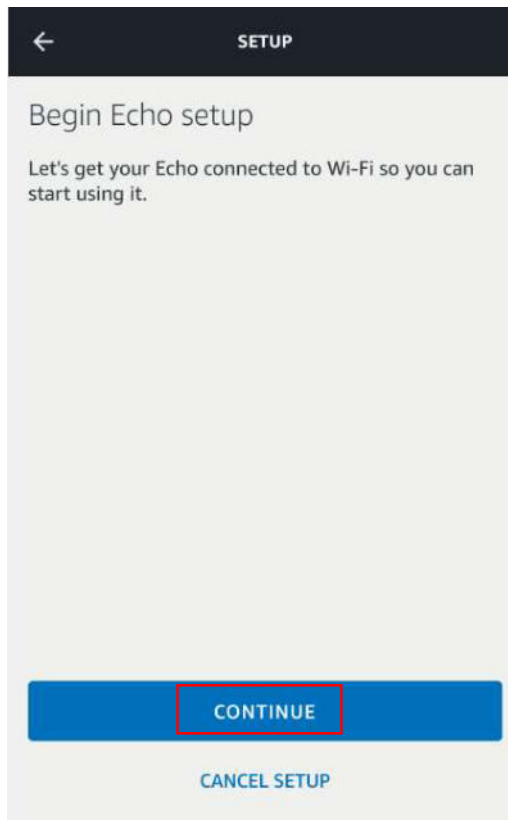 SETUP
Begin Echo setup
Let's get your Echo connected to Wi-Fi so you can
start using it.
CONTINUE
CANCEL SETUP